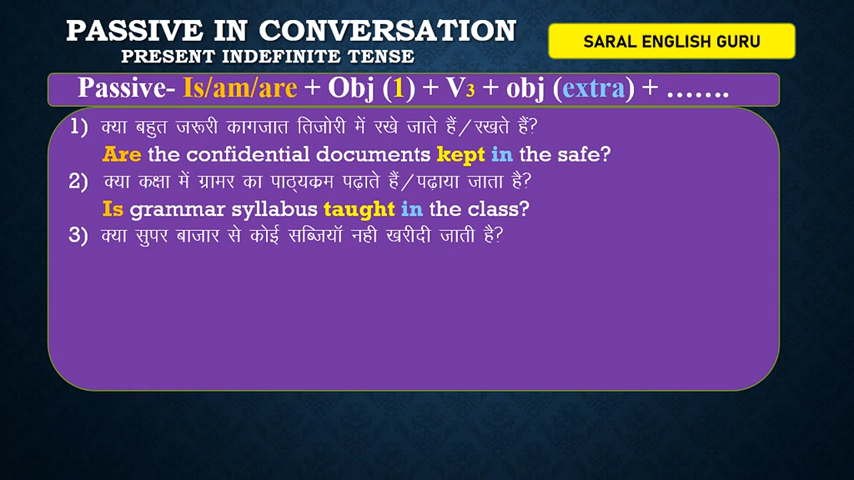 PASSIVE IN CONVERSATION
PRESENT INDEFINITE TENSE
SARAL ENGLISH GURU
Passive- Is/am/are + Obj (1) + V3 + obj (extra) + …….
1) क्या बहुत जरूरी कागजात तिजोरी में रखे जाते हैं/रखते हैं?
Are the confidential documents kept in the safe?
2) क्या कक्षा में ग्रामर का पाठ्यक्रम पढ़ाते हैं/पढ़ाया जाता है?
Is grammar syllabus taught in the class?
3) क्या सुपर बाजार से कोई सब्जियॉ नही खरीदी जाती है?